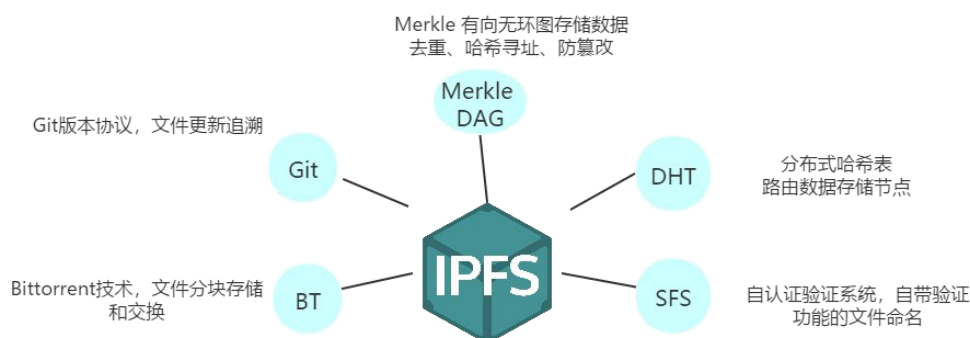 Merkle 有向无环图存储数据
去重、哈希寻址、防篡改
Merkle
DAG
Git版本协议，文件更新追溯
Git
DHT
分布式哈希表
路由数据存储节点
IPFS
Bittorrent技术，文件分块存储
和交换
BT
SFS
自认证验证系统，自带验证
功能的文件命名